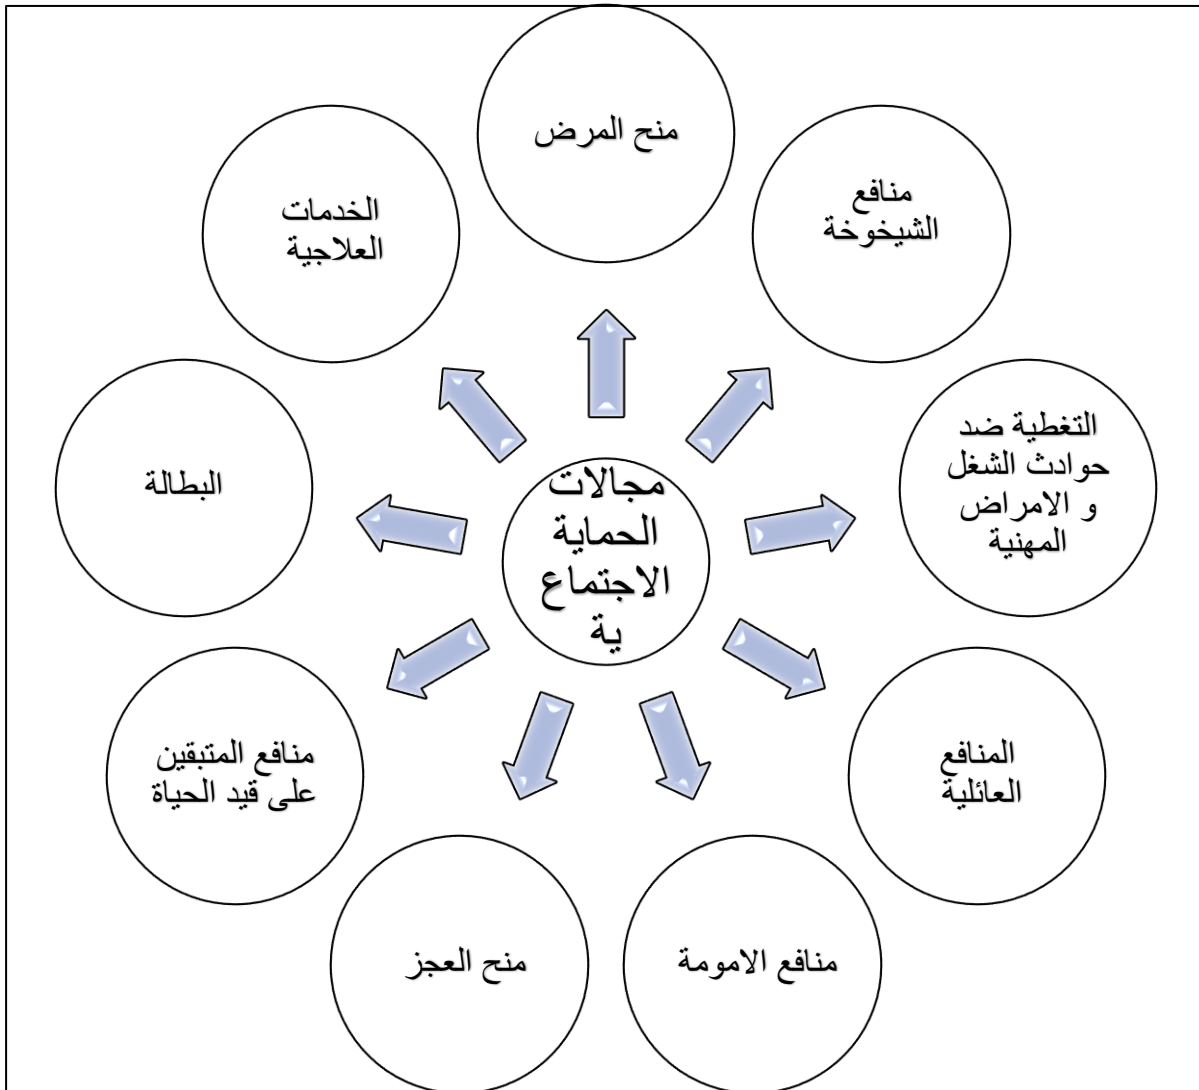 منح المرض
منافع
الشيخوخة
التغطية ضد
حوادث الشغل
و الامراض
المهنية
المنافع
العائلية
منافع الامومة
منح العجز
منافع المتبقين
على قيد الحياة
البطالة
الخدمات
العلاجية
مجالات
الحماية
الاجتماع
ية